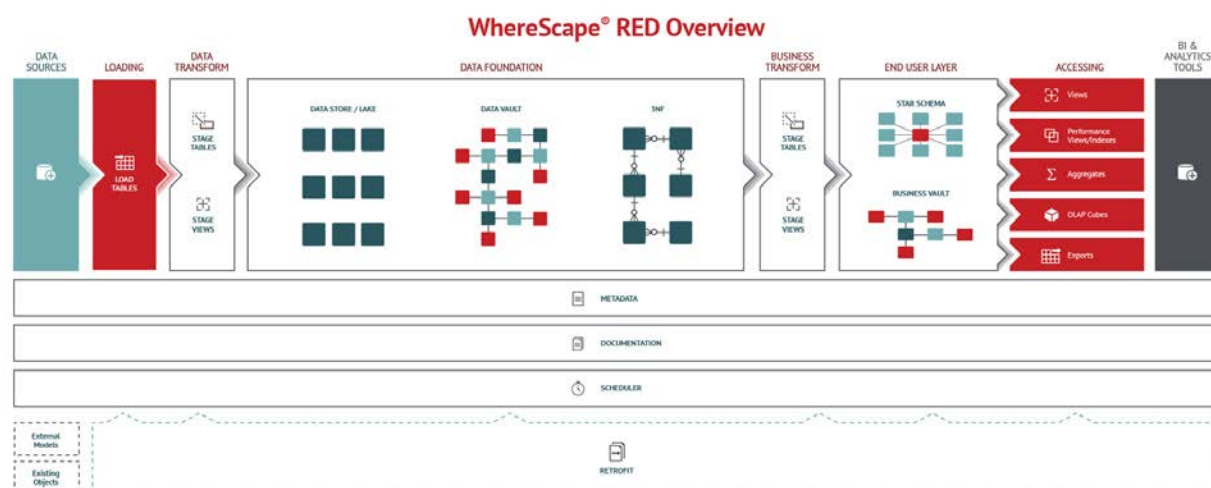 WhereScape® RED Overview
DATA
SOURCES
LOADING
DATA
TRANSFORM
DATA FOUNDATION
BUSINESS
TRANSFORM
END USER LAYER
ACCESSING
BI &
ANALYTICS
TOOLS
LOAD
TABLES
STAGE
TABLES
STAGE
VIEWS
DATA STORE / LAKE
DATA VAULT
3NF
STAGE
TABLES
STAGE
VIEWS
STAR SCHEMA
BUSINESS VAULT
Views
Performance
Views/Indexes
Aggregates
OLAP Cubes
Exports
METADATA
DOCUMENTATION
SCHEDULER
External
Models
Existing
Objects
RETROFIT